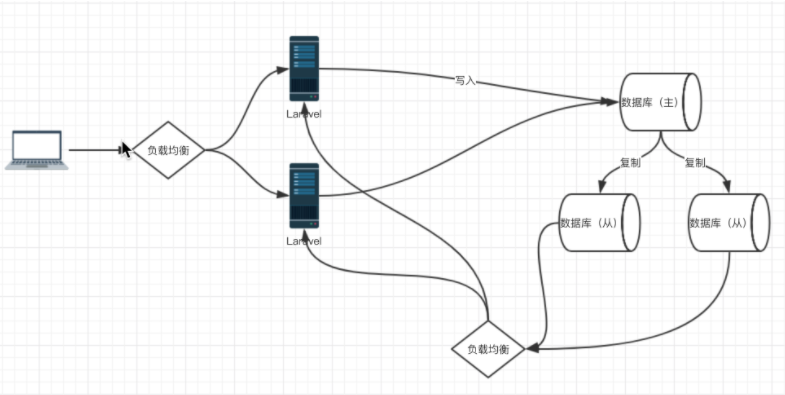 写入
数据库（主）
Laravel
负载均衡
复制
复制
数据库（从）
数据库（从）
Laravel
负载均衡